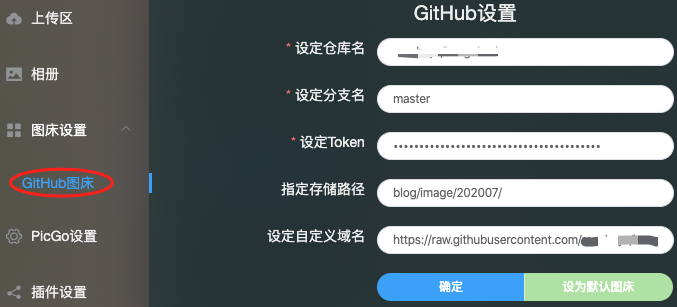 上传区
相册
图床设置
GitHub图床
PicGo设置
插件设置
GitHub设置
* 设定仓库名
* 设定分支名
master
* 设定Token
指定存储路径
blog/image/202007/
设定自定义域名
https://raw.githubusercontent.com/
确定
设为默认图床